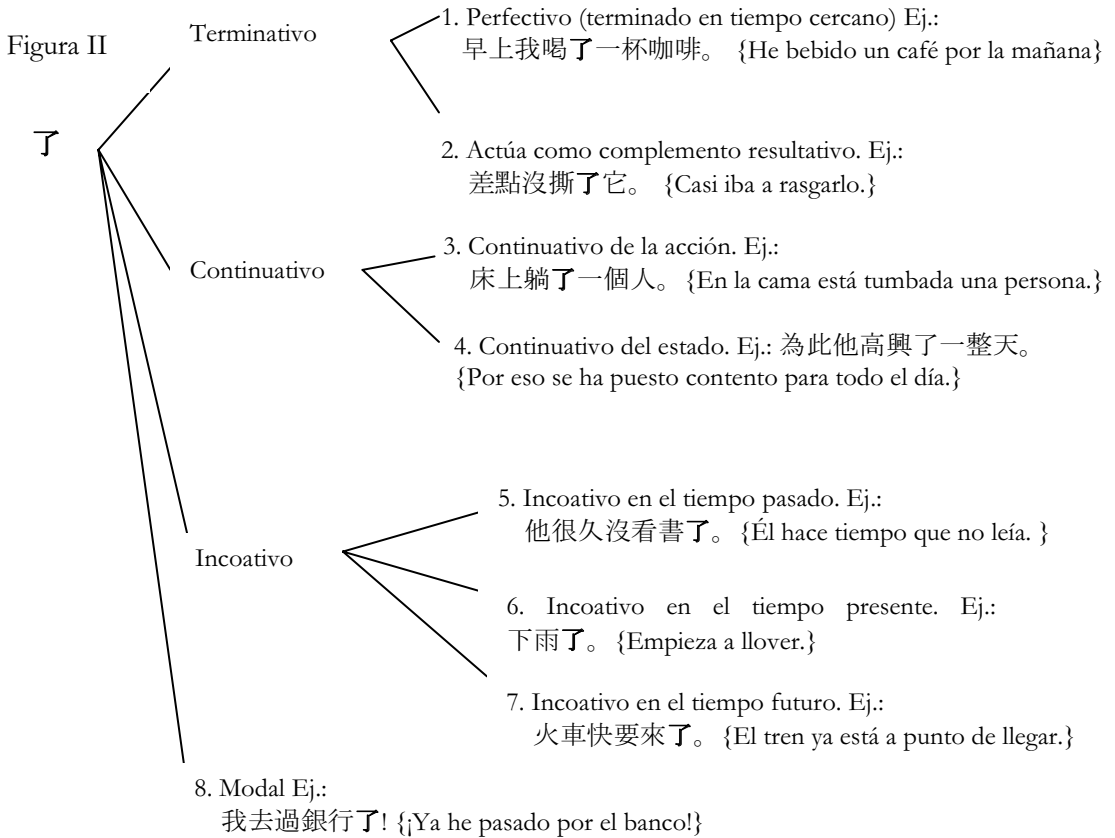 Figura II
Terminativo
1. Perfectivo (terminado en tiempo cercano) Ej.:
早上我喝了一杯咖啡。 {He bebido un café por la mañana}
了
2. Actúa como complemento resultativo. Ej.:
差點沒撕了它。 {Casi iba a rasgarlo.}
Continuativo
3. Continuativo de la acción. Ej.:
床上躺了一個人。 {En la cama está tumbada una persona.}
4. Continuativo del estado. Ej.: 為此他高興了一整天。
{Por eso se ha puesto contento para todo el día.}
Incoativo
5. Incoativo en el tiempo pasado. Ej.:
他很久沒看書了。 {Él hace tiempo que no leía. }
6. Incoativo en el tiempo presente. Ej.:
下雨了。 {Empieza a llover.}
7. Incoativo en el tiempo futuro. Ej.:
火車快要來了。 {El tren ya está a punto de llegar.}
8. Modal Ej.:
我去過銀行了! {¡Ya he pasado por el banco!}